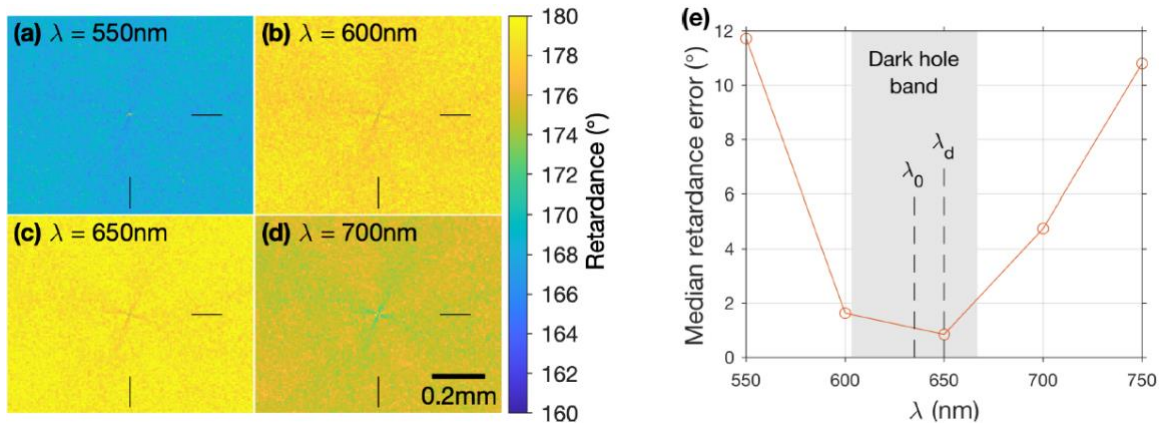 (a) λ = 550nm
(b) λ = 600nm
(c) λ = 650nm
(d) λ = 700nm
0.2mm
180
178
176
174
172
170
168
166
164
162
160
Retardance (°)
(e)
12
10
8
6
4
2
0
Median retardance error (°)
Dark hole
band
λ0
λd
550
600
650
700
750
λ (nm)